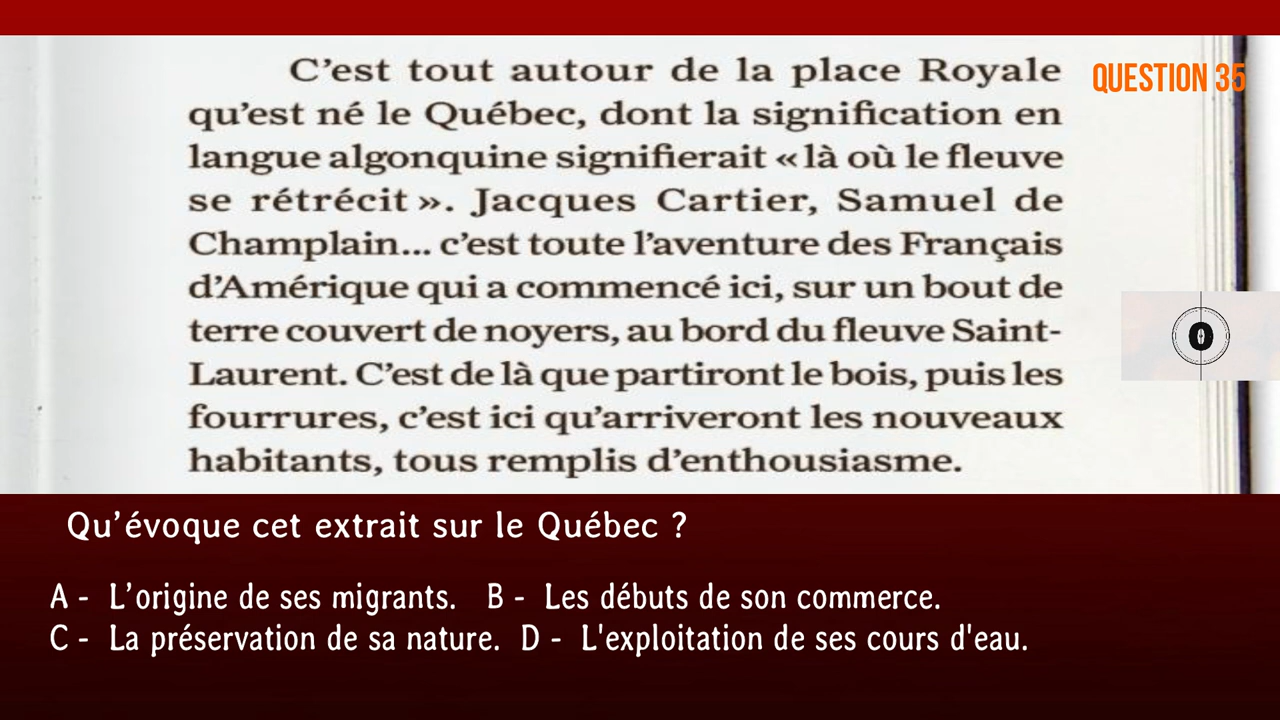 C’est tout autour de la place Royale
QUESTION 35
qu’est né le Québec, dont la signification en
langue algonquine signifierait « là où le fleuve
se rétrécit ». Jacques Cartier, Samuel de
Champlain... c’est toute l’aventure des Français
d’Amérique qui a commencé ici, sur un bout de
terre couvert de noyers, au bord du fleuve Saint-
Laurent. C’est de là que partiront le bois, puis les
fourrures, c’est ici qu’arriveront les nouveaux
habitants, tous remplis d’enthousiasme.
Qu’évoque cet extrait sur le Québec ?
A - L’origine de ses migrants. B - Les débuts de son commerce.
C - La préservation de sa nature. D - L'exploitation de ses cours d'eau.